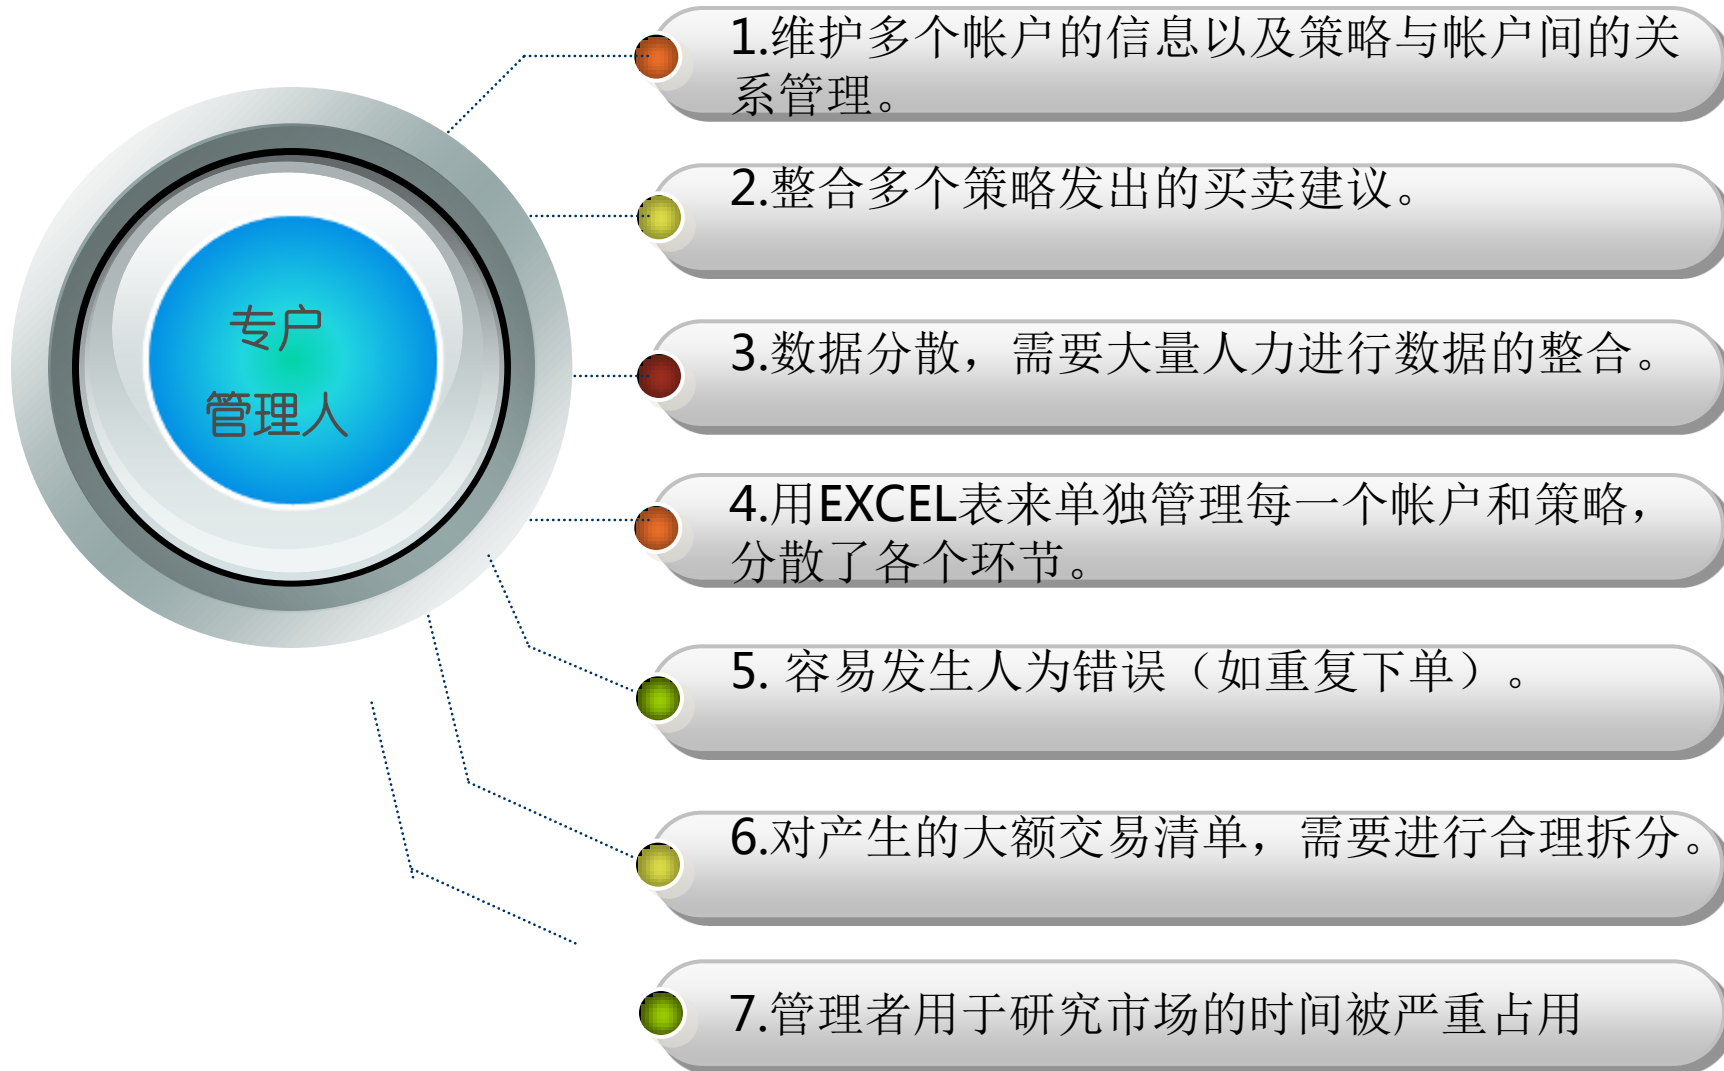 专户
管理人
1.维护多个帐户的信息以及策略与帐户间的关
系管理。
2.整合多个策略发出的买卖建议。
3.数据分散，需要大量人力进行数据的整合。
4.用EXCEL表来单独管理每一个帐户和策略，
分散了各个环节。
5. 容易发生人为错误（如重复下单）。
6.对产生的大额交易清单，需要进行合理拆分。
7.管理者用于研究市场的时间被严重占用